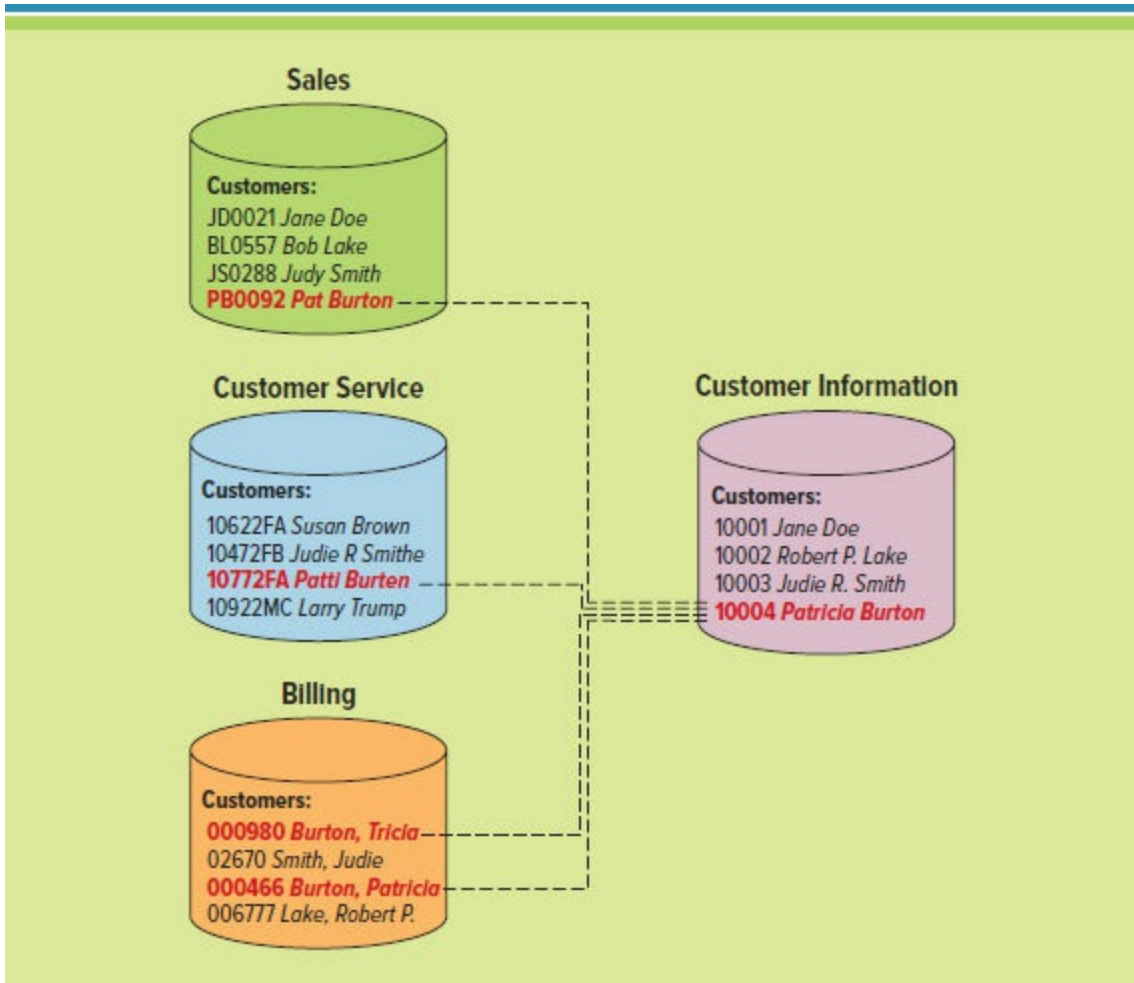 Sales
Customers:
JD0021 Jane Doe
BL0557 Bob Lake
JS0288 Judy Smith
PB0092 Pat Burton
Customer Service
Customers:
10622FA Susan Brown
10472FB Judie R Smithe
10772FA Patti Burten
10922MC Larry Trump
Billing
Customers:
000980 Burton, Tricia
02670 Smith, Judie
000466 Burton, Patricia
006777 Lake, Robert P.
Customer Information
Customers:
10001 Jane Doe
10002 Robert P. Lake
10003 Judie R. Smith
10004 Patricia Burton